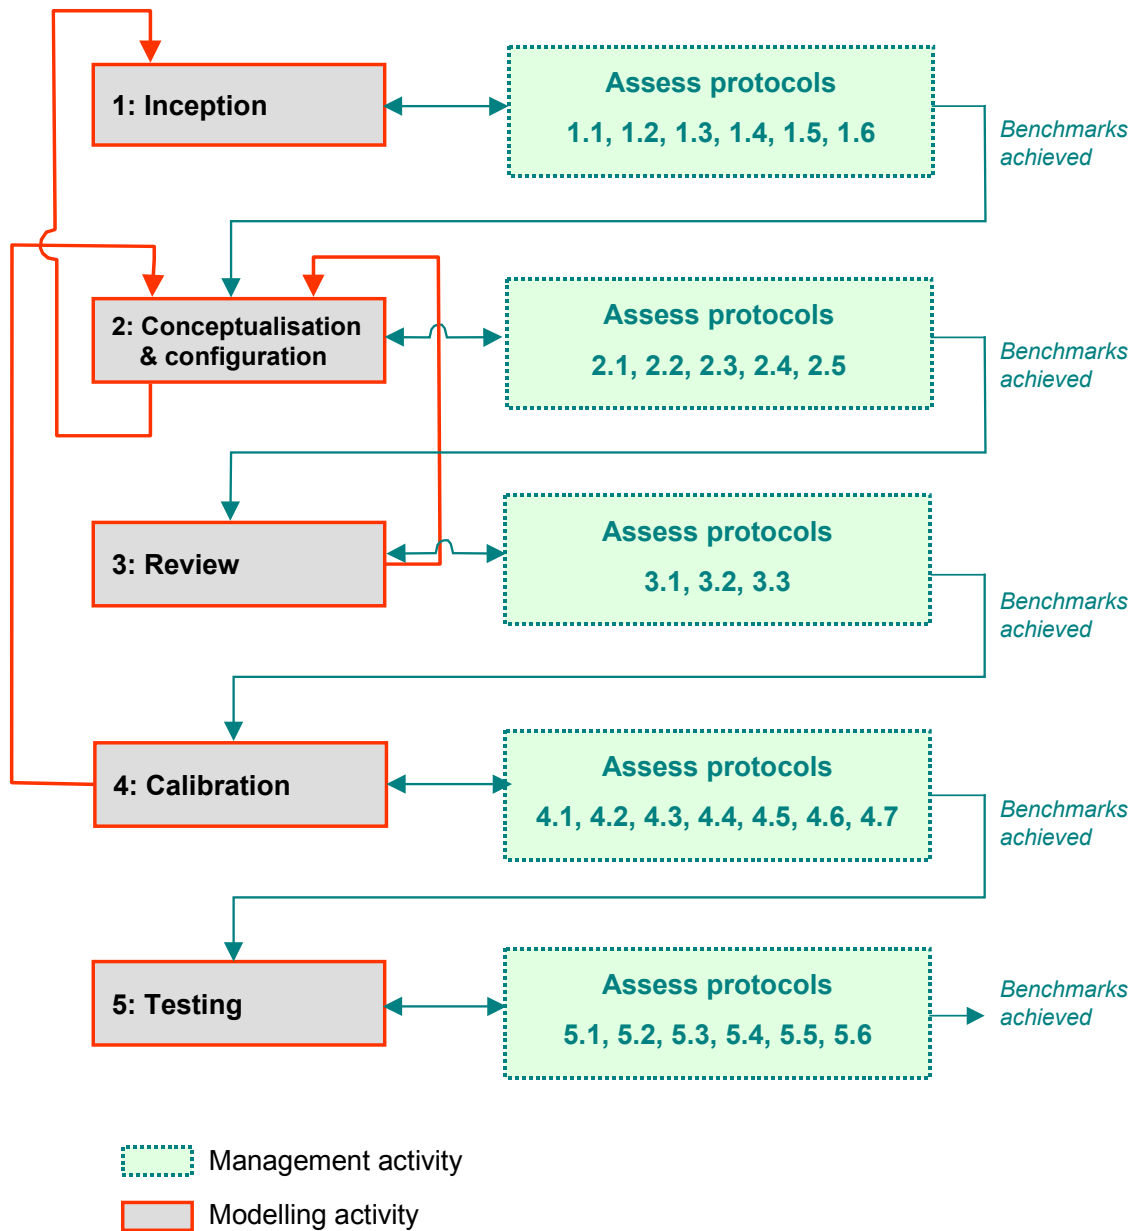 1: Inception
Assess protocols
1.1, 1.2, 1.3, 1.4, 1.5, 1.6
Benchmarks
achieved
2: Conceptualisation
& configuration
Assess protocols
2.1, 2.2, 2.3, 2.4, 2.5
Benchmarks
achieved
3: Review
Assess protocols
3.1, 3.2, 3.3
Benchmarks
achieved
4: Calibration
Assess protocols
4.1, 4.2, 4.3, 4.4, 4.5, 4.6, 4.7
Benchmarks
achieved
5: Testing
Assess protocols
5.1, 5.2, 5.3, 5.4, 5.5, 5.6
Benchmarks
achieved
Management activity
Modelling activity